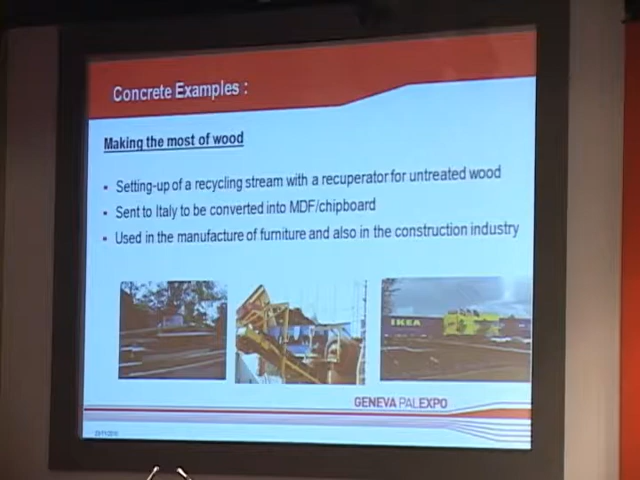 Concrete Examples :
Making the most of wood
• Setting-up of a recycling stream with a recuperator for untreated wood
• Sent to Italy to be converted into MDF/chipboard
• Used in the manufacture of furniture and also in the construction industry
IKEA
GENEVA PALEXPO